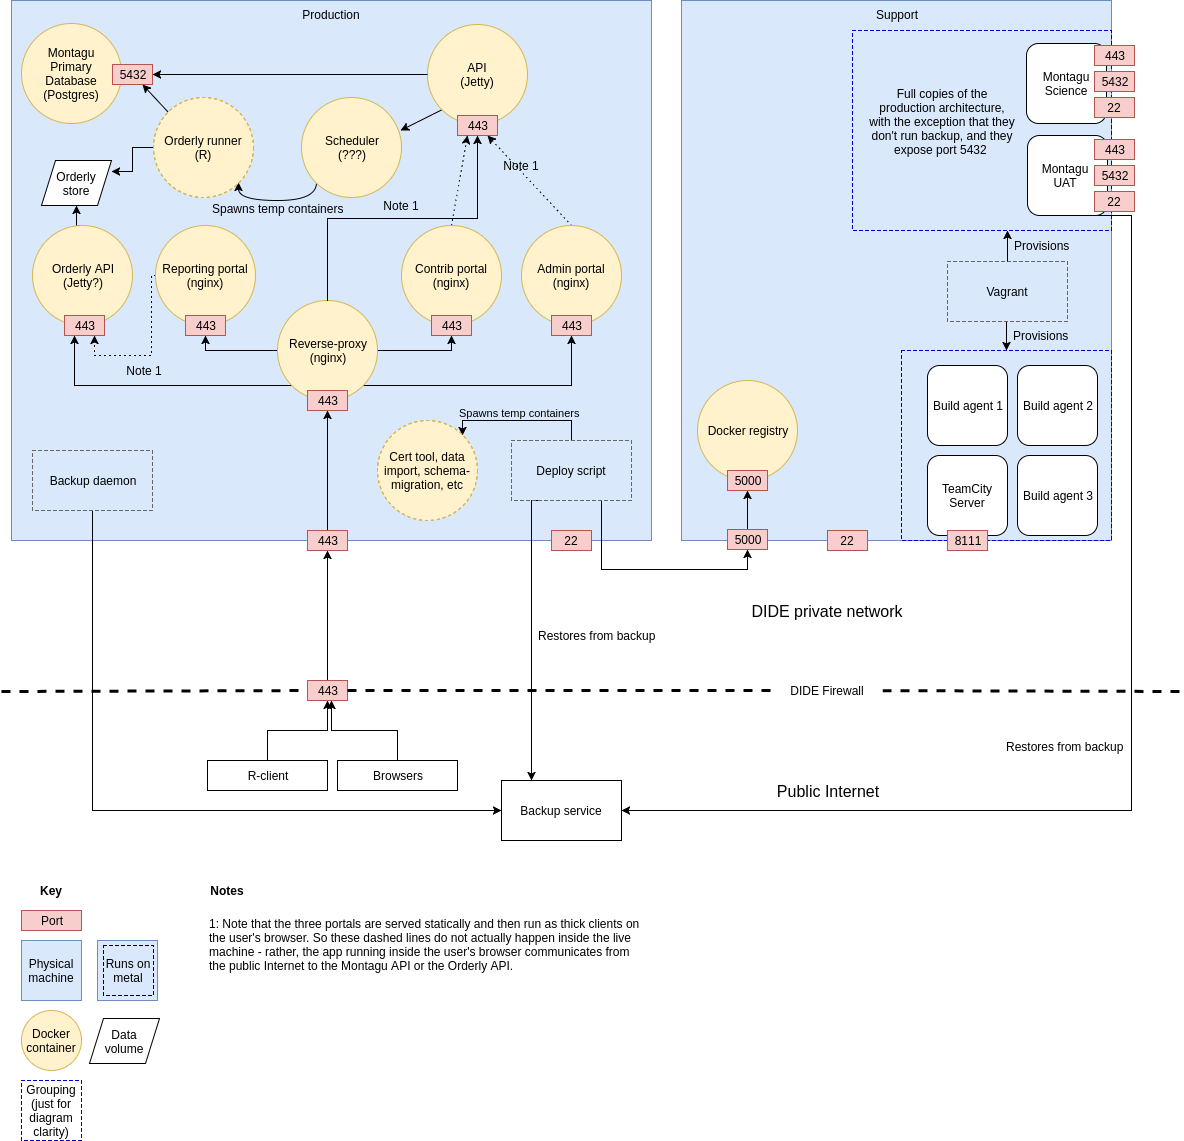 Production
Montagu
Primary
Database
(Postgres)
5432
API
(Jetty)
443
Orderly runner
(R)
Scheduler
(???)
Note 1
Orderly
store
Spawns temp containers
Note 1
Orderly API
(Jetty?)
443
Reporting portal
(nginx)
443
Contrib portal
(nginx)
443
Admin portal
(nginx)
443
Reverse-proxy
(nginx)
443
Note 1
Spawns temp containers
Cert tool, data
import, schema-
migration, etc
Deploy script
Backup daemon
443
22
Support
Full copies of the
production architecture,
with the exception that they
don't run backup, and they
expose port 5432
Montagu
Science
443
5432
22
Montagu
UAT
443
5432
22
Provisions
Vagrant
Provisions
Build agent 1
Build agent 2
TeamCity
Server
Build agent 3
Docker registry
5000
5000
22
8111
DIDE private network
Restores from backup
443
DIDE Firewall
R-client
Browsers
Restores from backup
Public Internet
Backup service
Key
Port
Physical
machine
Runs on
metal
Docker
container
Data
volume
Grouping
(just for
diagram
clarity)
Notes
1: Note that the three portals are served statically and then run as thick clients on
the user's browser. So these dashed lines do not actually happen inside the live
machine - rather, the app running inside the user's browser communicates from
the public Internet to the Montagu API or the Orderly API.